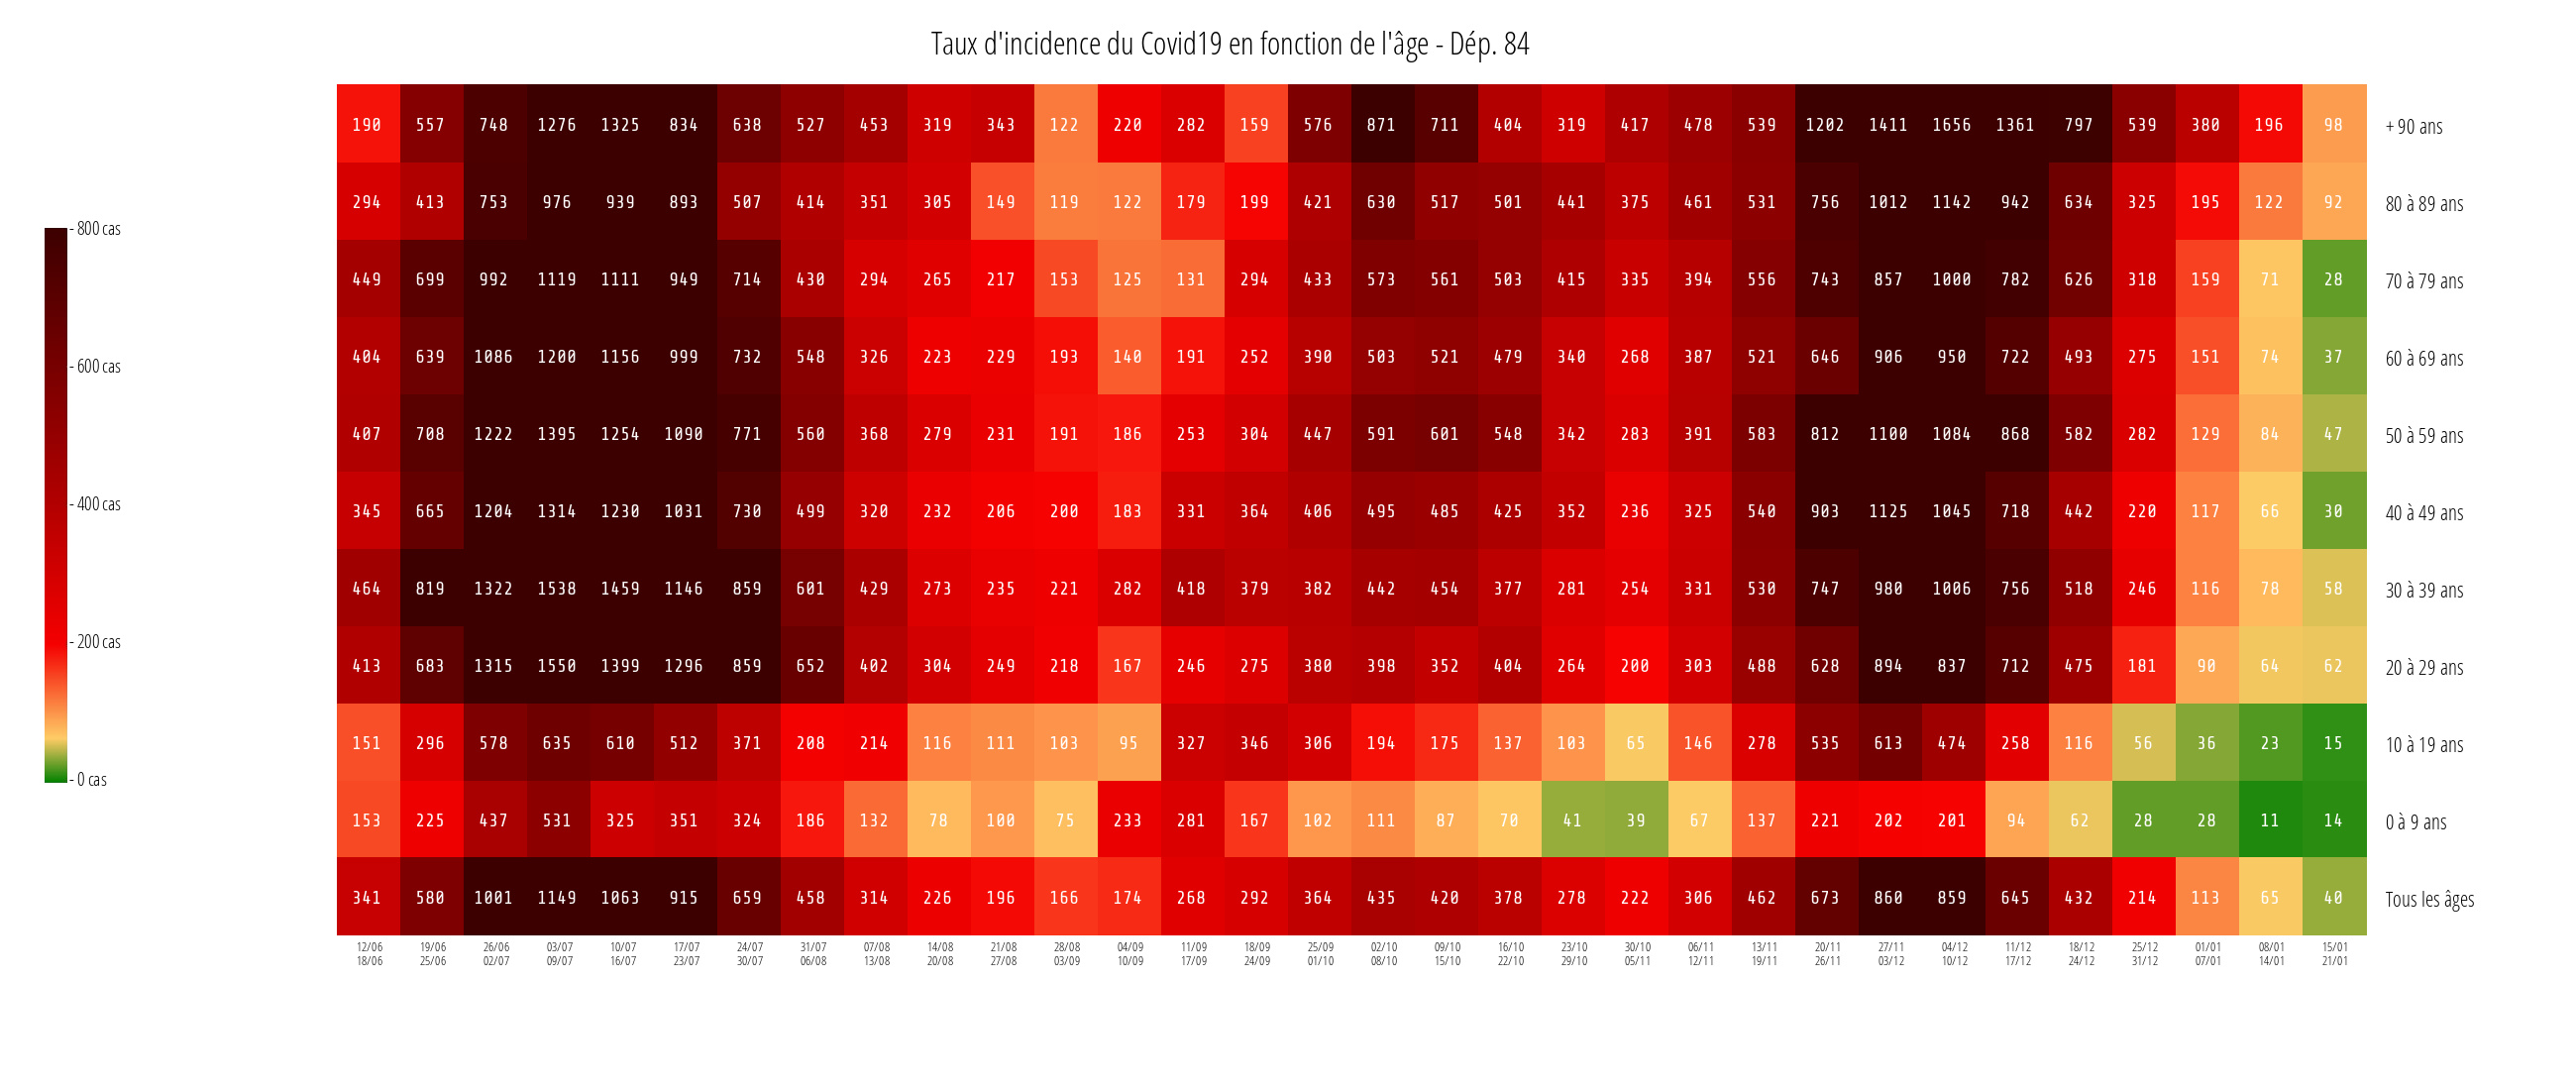 Taux d'incidence du Covid19 en fonction de l'âge - Dép. 84
- 800 cas
- 600 cas
- 400 cas
- 200 cas
- 0 cas
190 557 748 1276 1325 834 638 527 453 319 343 122 220 282 159 576 871 711 404 319 417 478 539 1202 1411 1656 1361 797 539 380 196 98 + 90 ans
294 413 753 976 939 893 507 414 351 305 149 119 122 179 199 421 630 517 501 441 375 461 531 756 1012 1142 942 634 325 195 122 92 80 à 89 ans
449 699 992 1119 1111 949 714 430 294 265 217 153 125 131 294 433 573 561 503 415 335 394 556 743 857 1000 782 626 318 159 71 28 70 à 79 ans
404 639 1086 1200 1156 999 732 548 326 223 229 193 140 191 252 390 503 521 479 340 268 387 521 646 906 950 722 493 275 151 74 37 60 à 69 ans
407 708 1222 1395 1254 1090 771 560 368 279 231 191 186 253 304 447 591 601 548 342 283 391 583 812 1100 1084 868 582 282 129 84 47 50 à 59 ans
345 665 1204 1314 1230 1031 730 499 320 232 206 200 183 331 364 406 495 485 425 352 236 325 540 903 1125 1045 718 442 220 117 66 30 40 à 49 ans
464 819 1322 1538 1459 1146 859 601 429 273 235 221 282 418 379 382 442 454 377 281 254 331 530 747 980 1006 756 518 246 116 78 58 30 à 39 ans
413 683 1315 1550 1399 1296 859 652 402 304 249 218 167 246 275 380 398 352 404 264 200 303 488 628 894 837 712 475 181 90 64 62 20 à 29 ans
151 296 578 635 610 512 371 208 214 116 111 103 95 327 346 306 194 175 137 103 65 146 278 535 613 474 258 116 56 36 23 15 10 à 19 ans
153 225 437 531 325 351 324 186 132 78 100 75 233 281 167 102 111 87 70 41 39 67 137 221 202 201 94 62 28 28 11 14 0 à 9 ans
341 580 1001 1149 1063 915 659 458 314 226 196 166 174 268 292 364 435 420 378 278 222 306 462 673 860 859 645 432 214 113 65 40 Tous les âges
12/06 19/06 26/06 03/07 10/07 17/07 24/07 31/07 07/08 14/08 21/08 28/08 04/09 11/09 18/09 25/09 02/10 09/10 16/10 23/10 30/10 06/11 13/11 20/11 27/11 04/12 11/12 18/12 25/12 01/01 08/01 15/01
18/06 25/06 02/07 09/07 16/07 23/07 30/07 06/08 13/08 20/08 27/08 03/09 10/09 17/09 24/09 01/10 08/10 15/10 22/10 29/10 05/11 12/11 19/11 26/11 03/12 10/12 17/12 24/12 31/12 07/01 14/01 21/01